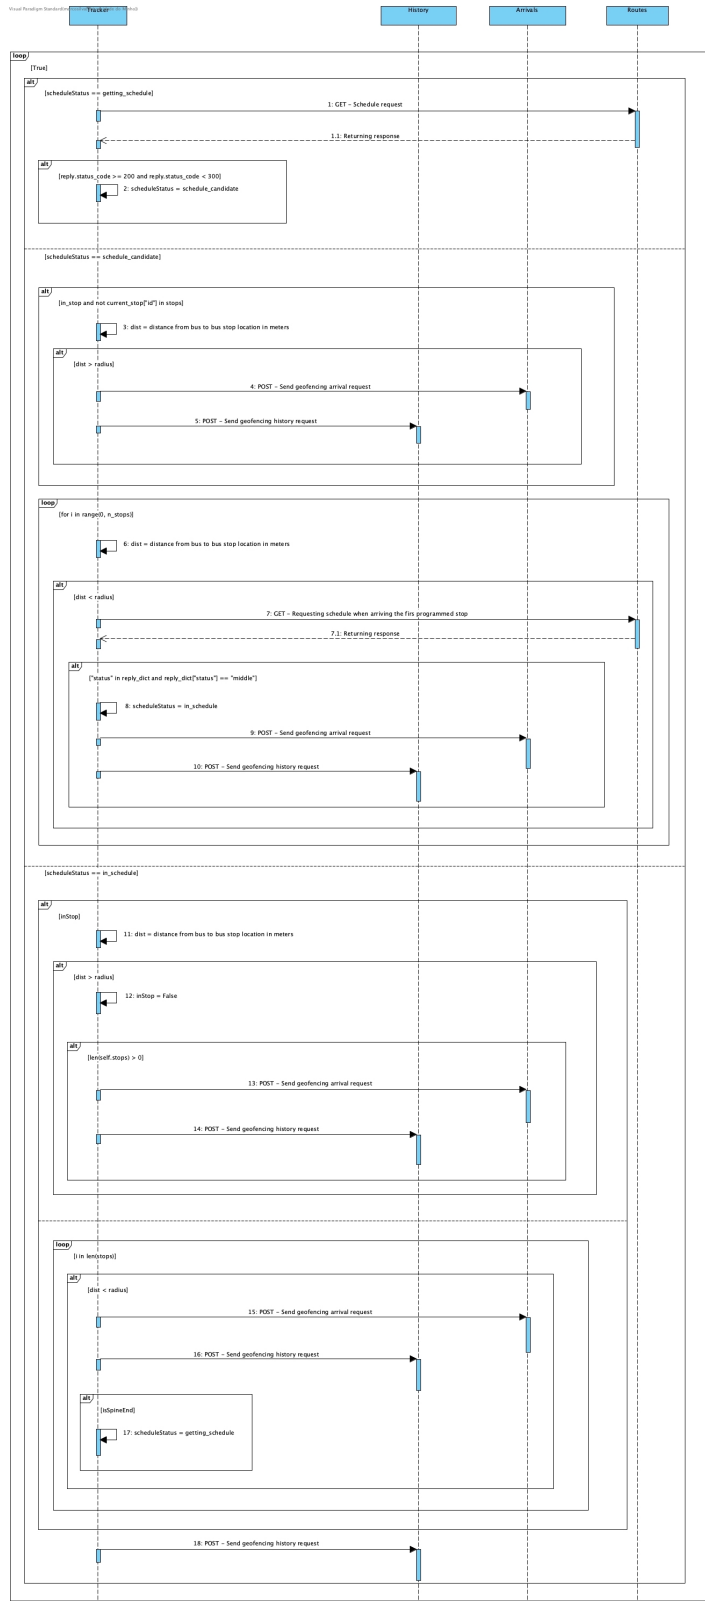 Visual Paradigm Standard
Tracker
History
Arrivals
Routes
loop
[True]
alt
[scheduleStatus == getting_schedule]
1: GET - Schedule request
1.1: Returning response
alt
[reply.status_code >= 200 and reply.status_code < 300]
2: scheduleStatus = schedule_candidate
[scheduleStatus == schedule_candidate]
alt
[in_stop and not current_stop["id"] in stops]
3: dist = distance from bus to bus stop location in meters
alt
[dist > radius]
4: POST - Send geofencing arrival request
5: POST - Send geofencing history request
loop
[for i in range(0, n_stops)]
6: dist = distance from bus to bus stop location in meters
alt
[dist < radius]
7: GET - Requesting schedule when arriving the firs programmed stop
7.1: Returning response
alt
["status" in reply_dict and reply_dict["status"] == "middle"]
8: scheduleStatus = in_schedule
9: POST - Send geofencing arrival request
10: POST - Send geofencing history request
[scheduleStatus == in_schedule]
alt
[inStop]
11: dist = distance from bus to bus stop location in meters
alt
[dist > radius]
12: inStop = False
alt
[len(self.stops) > 0]
13: POST - Send geofencing arrival request
14: POST - Send geofencing history request
loop
[i in len(stops)]
alt
[dist < radius]
15: POST - Send geofencing arrival request
16: POST - Send geofencing history request
alt
[isSpineEnd]
17: scheduleStatus = getting_schedule
18: POST - Send geofencing history request